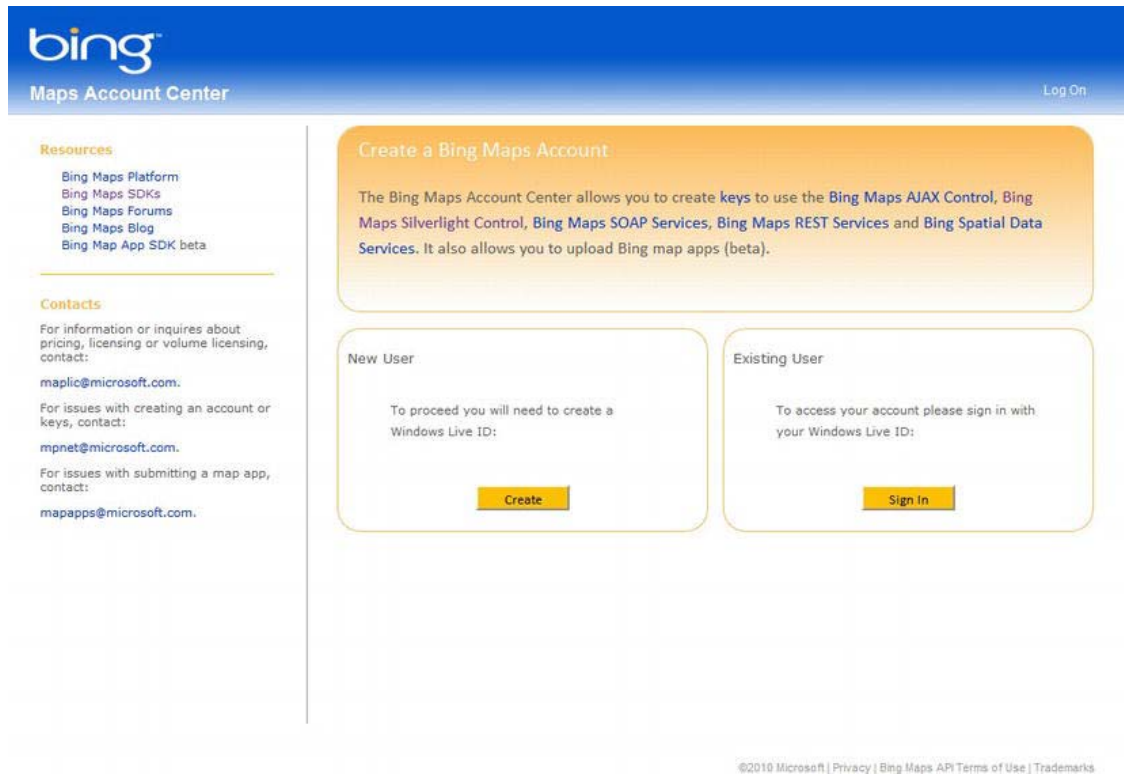 bing™
Maps Account Center
Log On
Resources
Bing Maps Platform
Bing Maps SDKs
Bing Maps Forums
Bing Maps Blog
Bing Map App SDK beta
Contacts
For information or inquires about
pricing, licensing or volume licensing,
contact:
maplic@microsoft.com.
For issues with creating an account or
keys, contact:
mpnet@microsoft.com.
For issues with submitting a map app,
contact:
mapapps@microsoft.com.
Create a Bing Maps Account
The Bing Maps Account Center allows you to create keys to use the Bing Maps AJAX Control, Bing
Maps Silverlight Control, Bing Maps SOAP Services, Bing Maps REST Services and Bing Spatial Data
Services. It also allows you to upload Bing map apps (beta).
New User
To proceed you will need to create a
Windows Live ID:
Create
Existing User
To access your account please sign in with
your Windows Live ID:
Sign In
©2010 Microsoft | Privacy | Bing Maps API Terms of Use | Trademarks